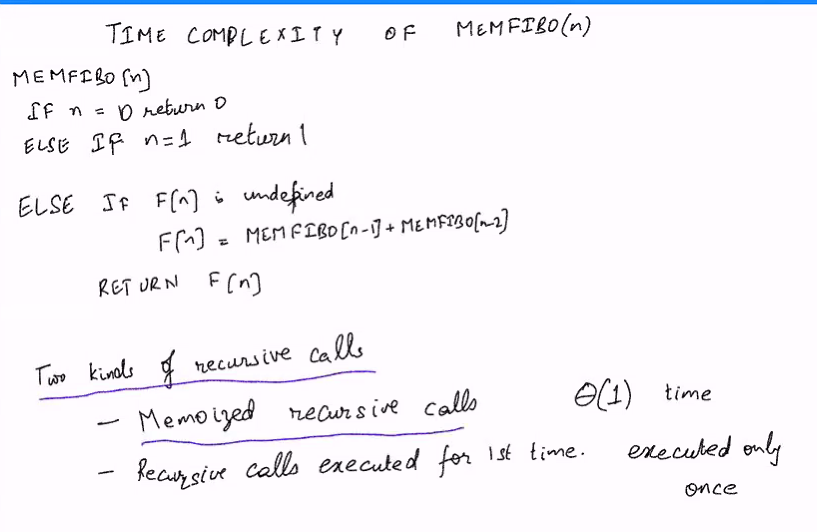 TIME COMPLEXITY OF MEMFIBO(n)
MEMFIBO[n]
IF n = 0 return 0
ELSE IF n=1 return 1
ELSE IF F[n] is undefined
F[n] = MEMFIBO[n-1] + MEMFIBO[n-2]
RETURN F[n]
Two kinds of recursive calls
- Memoized recursive calls Θ(1) time
- Recursive calls executed for 1st time. executed only
once